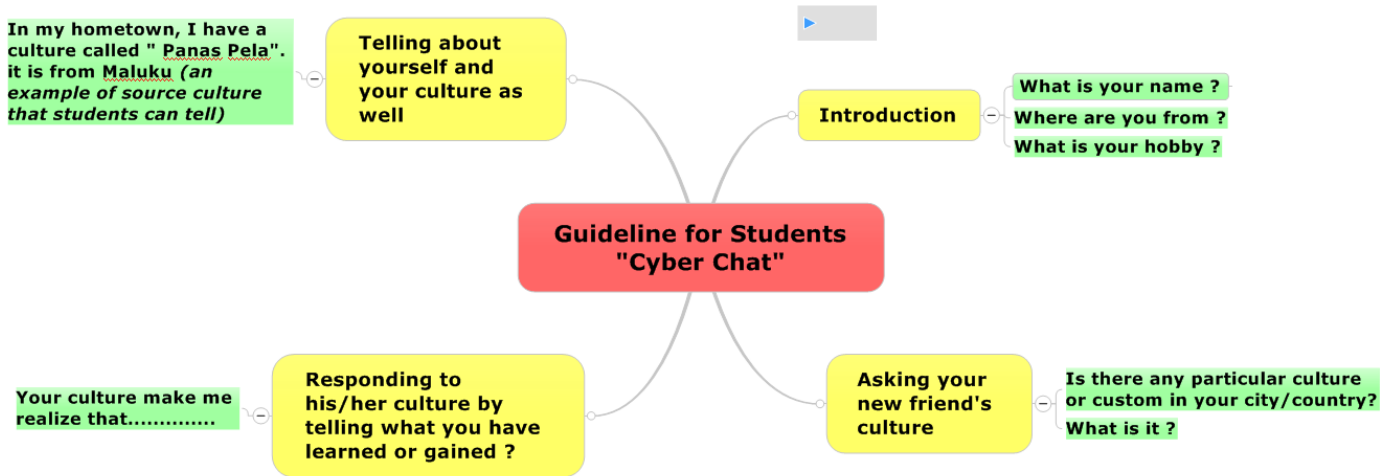 Guideline for Students
"Cyber Chat"
Introduction
What is your name ?
Where are you from ?
What is your hobby ?
Asking your
new friend's
culture
Is there any particular culture
or custom in your city/country?
What is it ?
Responding to
his/her culture by
telling what you have
learned or gained ?
Your culture make me
realize that..............
Telling about
yourself and
your culture as
well
In my hometown, I have a
culture called " Panas Pela".
it is from Maluku (an
example of source culture
that students can tell)